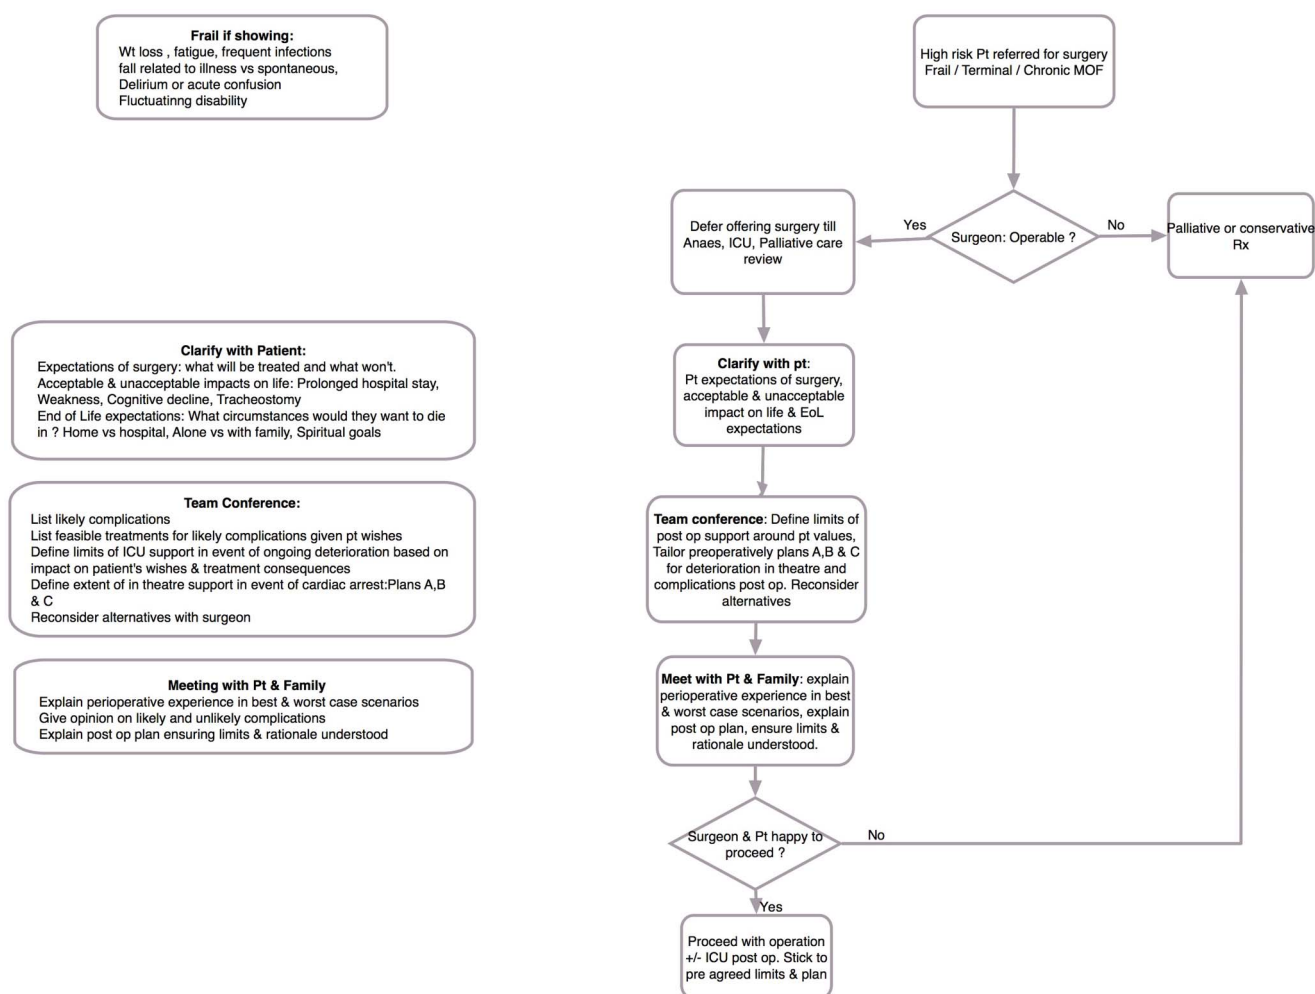 Frail if showing:
Wt loss , fatigue, frequent infections
fall related to illness vs spontaneous,
Delirium or acute confusion
Fluctuatinng disability
High risk Pt referred for surgery
Frail / Terminal / Chronic MOF
Surgeon: Operable ?
Yes
No
Defer offering surgery till
Anaes, ICU, Palliative care
review
Palliative or conservative
Rx
Clarify with Patient:
Expectations of surgery: what will be treated and what won't.
Acceptable & unacceptable impacts on life: Prolonged hospital stay,
Weakness, Cognitive decline, Tracheostomy
End of Life expectations: What circumstances would they want to die
in ? Home vs hospital, Alone vs with family, Spiritual goals
Clarify with pt:
Pt expectations of surgery,
acceptable & unacceptable
impact on life & EoL
expectations
Team Conference:
List likely complications
List feasible treatments for likely complications given pt wishes
Define limits of ICU support in event of ongoing deterioration based on
impact on patient's wishes & treatment consequences
Define extent of in theatre support in event of cardiac arrest:Plans A,B
& C
Reconsider alternatives with surgeon
Team conference: Define limits of
post op support around pt values,
Tailor preoperatively plans A,B & C
for deterioration in theatre and
complications post op. Reconsider
alternatives
Meeting with Pt & Family
Explain perioperative experience in best & worst case scenarios
Give opinion on likely and unlikely complications
Explain post op plan ensuring limits & rationale understood
Meet with Pt & Family: explain
perioperative experience in best
& worst case scenarios, explain
post op plan, ensure limits &
rationale understood.
Surgeon & Pt happy to
proceed ?
No
Yes
Proceed with operation
+/- ICU post op. Stick to
pre agreed limits & plan